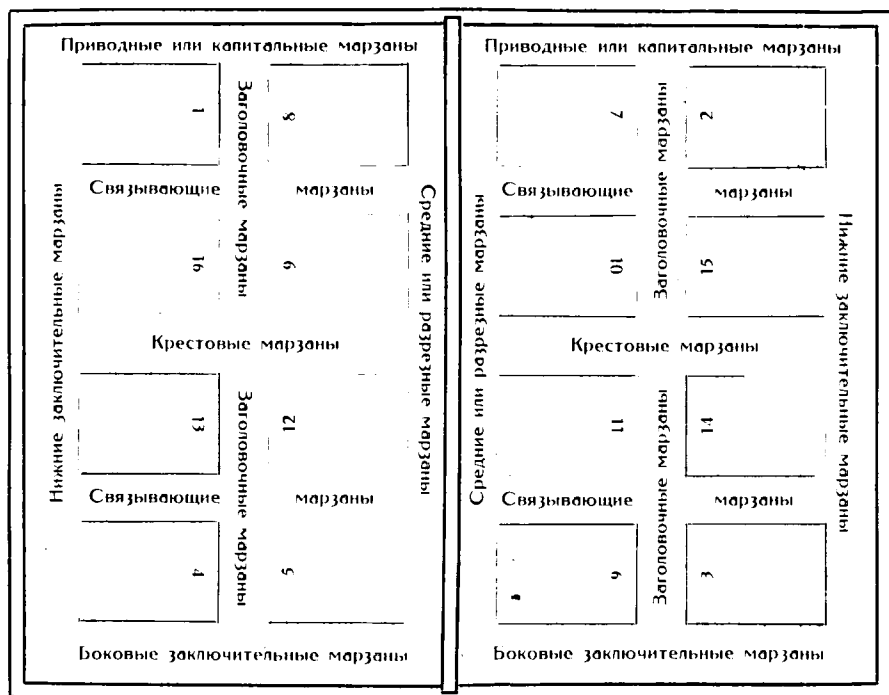 Приводные или капитальные марзаны
1
8
Заголовочные марзаны
Связывающие марзаны
16
9
Нижние заключительные марзаны
Средние или разрезные марзаны
Крестовые марзаны
13
12
Заголовочные марзаны
Связывающие марзаны
4
5
Боковые заключительные марзаны
Приводные или капитальные марзаны
7
2
Заголовочные марзаны
Связывающие марзаны
10
15
Средние или разрезные марзаны
Нижние заключительные марзаны
Крестовые марзаны
11
14
Заголовочные марзаны
Связывающие марзаны
6
3
Боковые заключительные марзаны